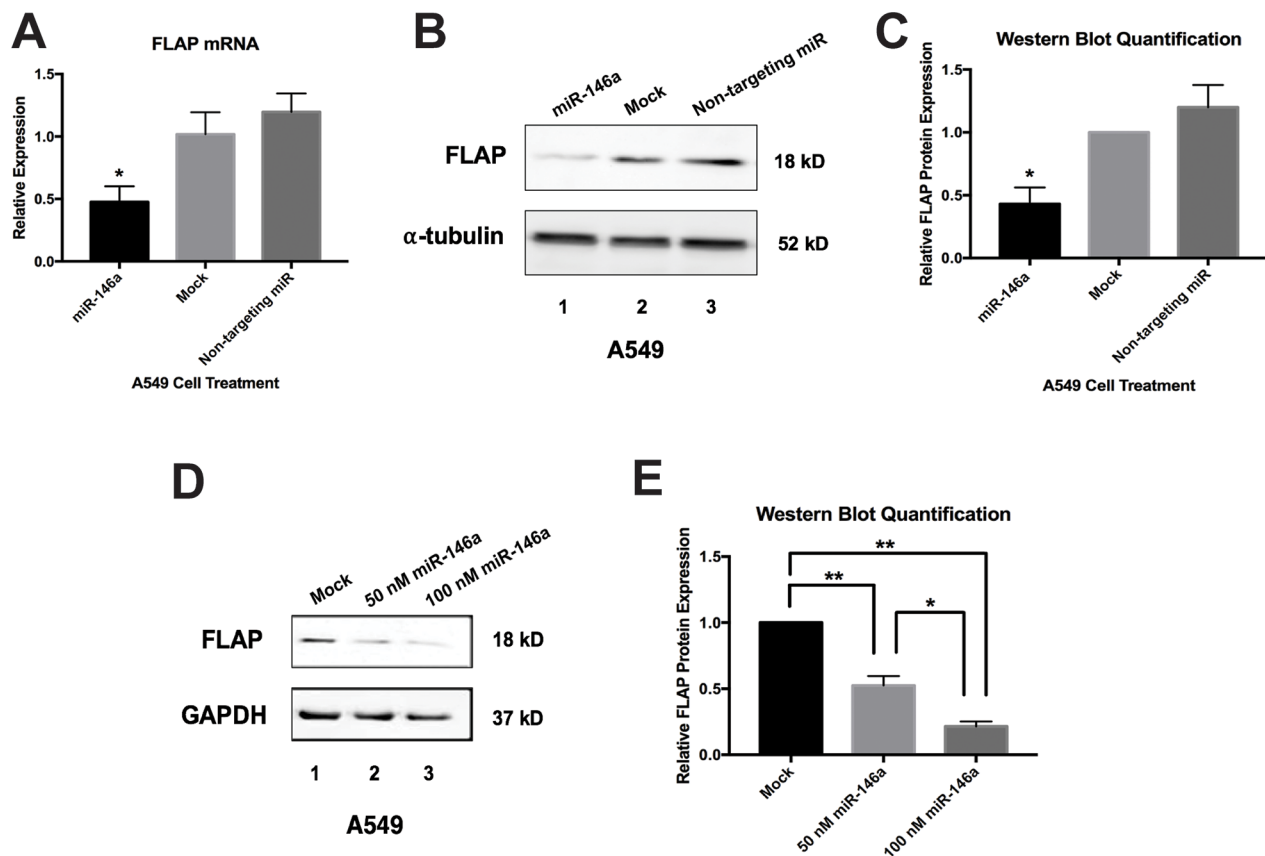 A
FLAP mRNA
Relative Expression
1.5
1.0
0.5
0.0
*
miR-146a
Mock
Non-targeting miR
A549 Cell Treatment
B
miR-146a
Mock
Non-targeting miR
FLAP
18 kD
α-tubulin
52 kD
1 2 3
A549
C
Western Blot Quantification
Relative FLAP Protein Expression
1.5
1.0
0.5
0.0
*
miR-146a
Mock
Non-targeting miR
A549 Cell Treatment
D
Mock
50 nM miR-146a
100 nM miR-146a
FLAP
18 kD
GAPDH
37 kD
1 2 3
A549
E
Western Blot Quantification
Relative FLAP Protein Expression
1.5
1.0
0.5
0.0
**
**
*
Mock
50 nM miR-146a
100 nM miR-146a